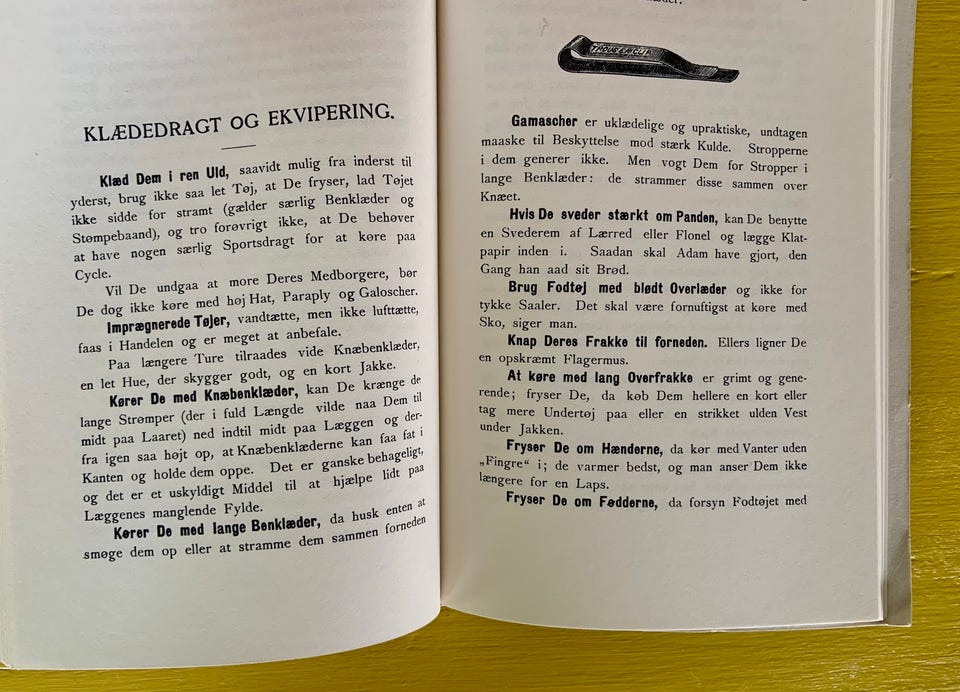 KLÆDEDRAGT OG EKVIPERING.
Klæd Dem i ren Uld, saavidt mulig fra inderst til
yderst, brug ikke saa let Tøj, at De fryser, lad Tøjet
ikke sidde for stramt (gælder særlig Benklæder og
Stømpebaand), og tro forøvrigt ikke, at De behøver
at have nogen særlig Sportsdragt for at køre paa
Cycle.
Vil De undgaa at more Deres Medborgere, bør
De dog ikke køre med høj Hat, Paraply og Galoscher.
Imprægnerede Tøjer, vandtætte, men ikke lufttætte,
faas i Handelen og er meget at anbefale.
Paa længere Ture tilraades vide Knæbenklæder,
en let Hue, der skygger godt, og en kort Jakke.
Kører De med Knæbenklæder, kan De krænge de
lange Strømper (der i fuld Længde vilde naa Dem til
midt paa Laaret) ned indtil midt paa Læggen og der-
fra igen saa højt op, at Knæbenklæderne kan faa fat i
Kanten og holde dem oppe. Det er ganske behageligt,
og det er et uskyldigt Middel til at hjælpe lidt paa
Læggenes manglende Fylde.
Kører De med lange Benklæder, da husk enten at
smøge dem op eller at stramme dem sammen forneden
Gamascher er uklædelige og upraktiske, undtagen
maaske til Beskyttelse mod stærk Kulde. Stropperne
i dem generer ikke. Men vogt Dem for Stropper i
lange Benklæder: de strammer disse sammen over
Knæet.
Hvis De sveder stærkt om Panden, kan De benytte
en Svederem af Lærred eller Flonel og lægge Klat-
papir inden i. Saadan skal Adam have gjort, den
Gang han aad sit Brød.
Brug Fodtøj med blødt Overlæder og ikke for
tykke Saaler. Det skal være fornuftigst at køre med
Sko, siger man.
Knap Deres Frakke til forneden. Ellers ligner De
en opskræmt Flagermus.
At køre med lang Overfrakke er grimt og gene-
rende; fryser De, da køb Dem hellere en kort eller
tag mere Undertøj paa eller en strikket ulden Vest
under Jakken.
Fryser De om Hænderne, da kør med Vanter uden
„Fingre“ i; de varmer bedst, og man anser Dem ikke
længere for en Laps.
Fryser De om Fødderne, da forsyn Fodtøjet med